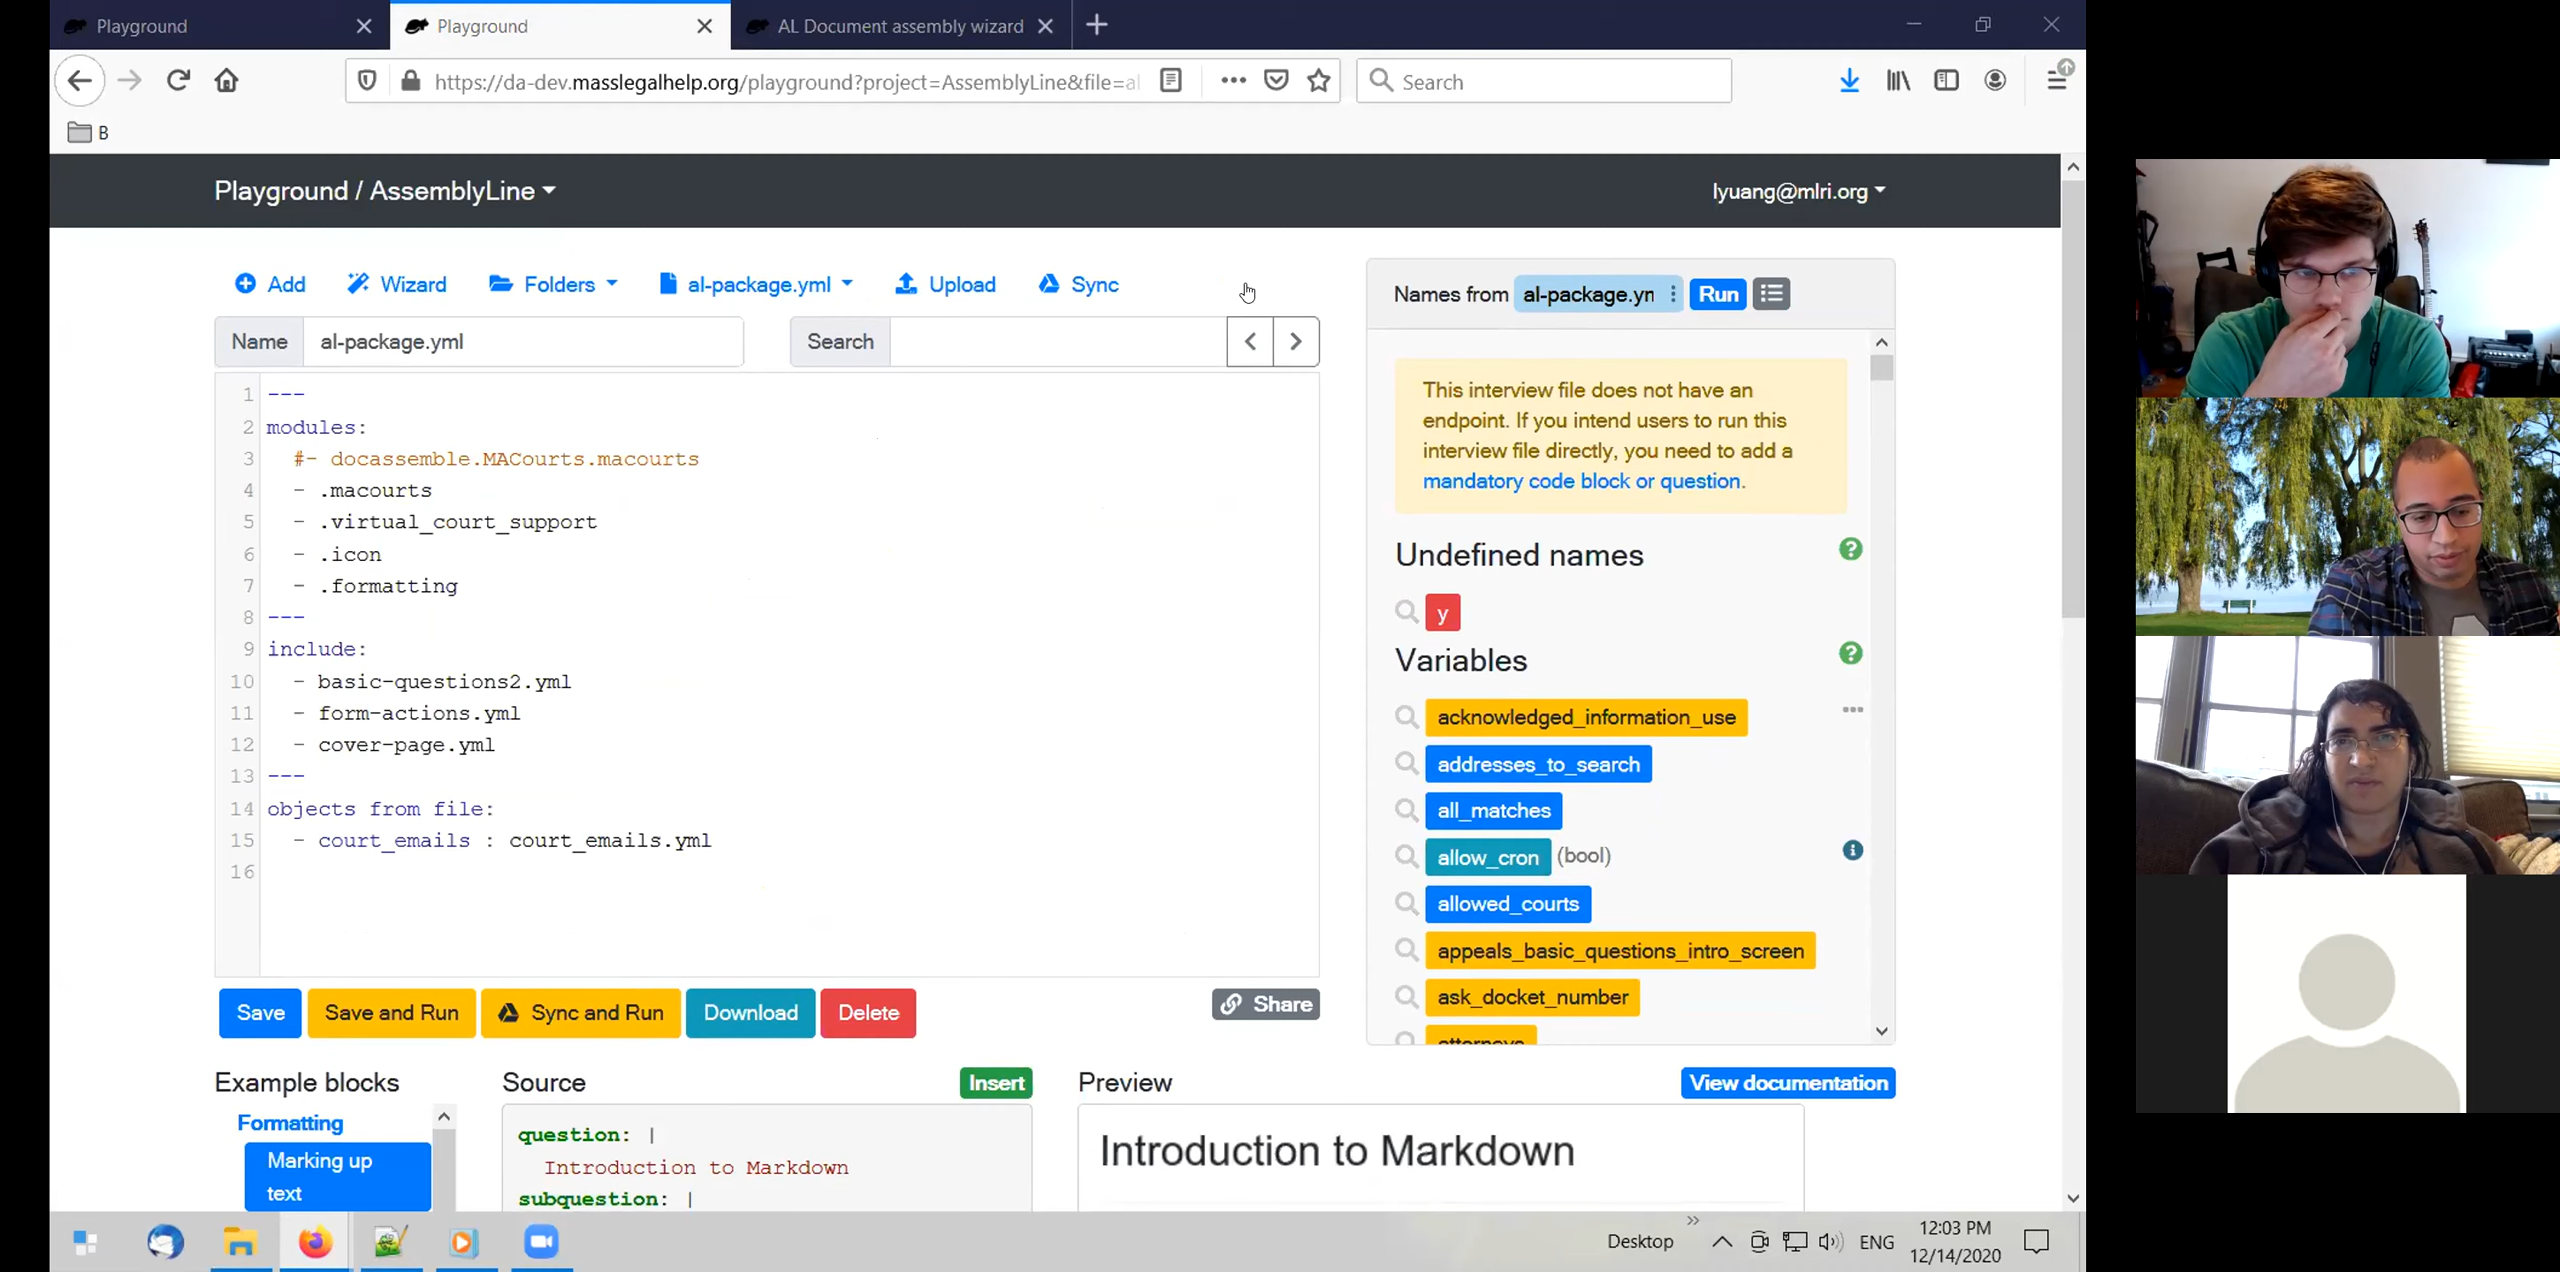 Playground
Playground
AL Document assembly wizard
https://da-dev.masslegalhelp.org/playground?project=AssemblyLine&file=al
Search
B
Playground / AssemblyLine
lyuang@mlri.org
Add
Wizard
Folders
al-package.yml
Upload
Sync
Name
al-package.yml
Search
1 ---
2 modules:
3 #- docassemble.MACourts.macourts
4 - .macourts
5 - .virtual_court_support
6 - .icon
7 - .formatting
8 ---
9 include:
10 - basic-questions2.yml
11 - form-actions.yml
12 - cover-page.yml
13 ---
14 objects from file:
15 - court_emails : court_emails.yml
16
Save
Save and Run
Sync and Run
Download
Delete
Share
Names from al-package.yn Run
This interview file does not have an
endpoint. If you intend users to run this
interview file directly, you need to add a
mandatory code block or question.
Undefined names
y
Variables
acknowledged_information_use
addresses_to_search
all_matches
allow_cron (bool)
allowed_courts
appeals_basic_questions_intro_screen
ask_docket_number
attorneys
Example blocks
Formatting
Marking up
text
Source
Insert
question: |
Introduction to Markdown
subquestion: |
Preview
View documentation
Introduction to Markdown
Desktop
ENG
12:03 PM
12/14/2020